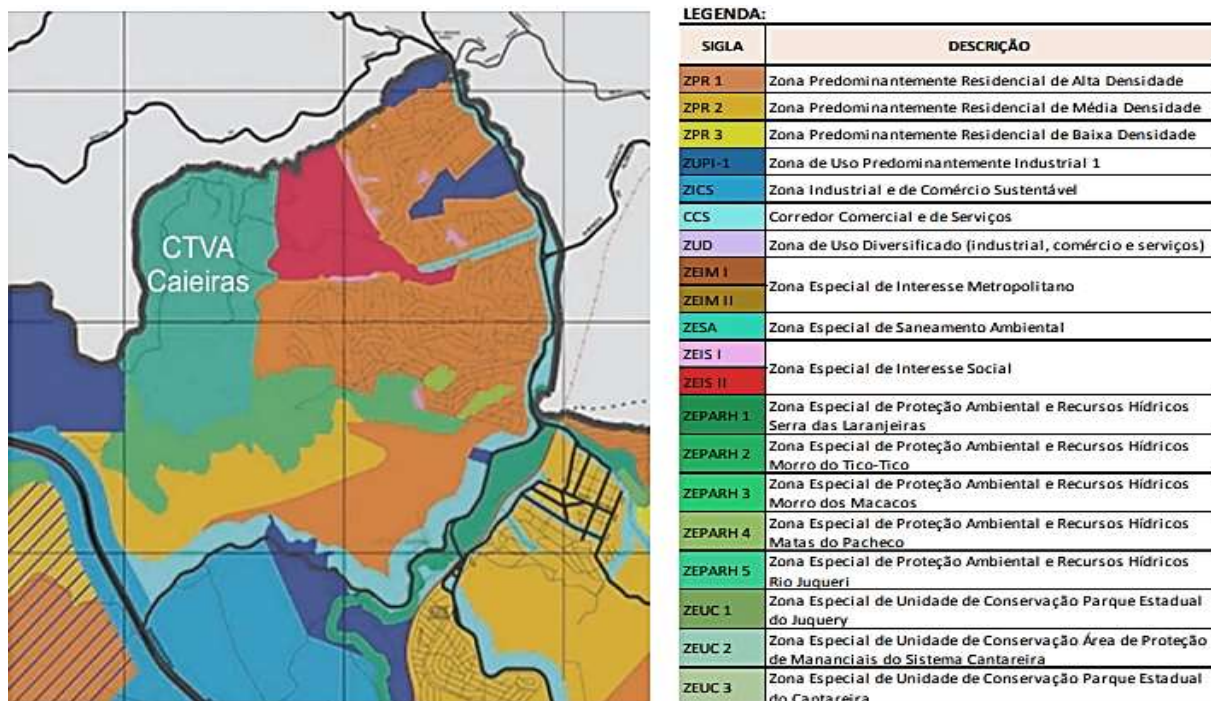 CTVA
Caieiras
LEGENDA:
SIGLA DESCRIÇÃO
ZPR 1 Zona Predominantemente Residencial de Alta Densidade
ZPR 2 Zona Predominantemente Residencial de Média Densidade
ZPR 3 Zona Predominantemente Residencial de Baixa Densidade
ZUPI-1 Zona de Uso Predominantemente Industrial 1
ZICS Zona Industrial e de Comércio Sustentável
CCS Corredor Comercial e de Serviços
ZUD Zona de Uso Diversificado (industrial, comércio e serviços)
ZEIM I
Zona Especial de Interesse Metropolitano
ZEIM II
ZESA Zona Especial de Saneamento Ambiental
ZEIS I
Zona Especial de Interesse Social
ZEIS II
ZEPARH 1 Zona Especial de Proteção Ambiental e Recursos Hídricos
Serra das Laranjeiras
ZEPARH 2 Zona Especial de Proteção Ambiental e Recursos Hídricos
Morro do Tico-Tico
ZEPARH 3 Zona Especial de Proteção Ambiental e Recursos Hídricos
Morro dos Macacos
ZEPARH 4 Zona Especial de Proteção Ambiental e Recursos Hídricos
Matas do Pacheco
ZEPARH 5 Zona Especial de Proteção Ambiental e Recursos Hídricos
Rio Juqueri
ZEUC 1 Zona Especial de Unidade de Conservação Parque Estadual
do Juquery
ZEUC 2 Zona Especial de Unidade de Conservação Área de Proteção
de Mananciais do Sistema Cantareira
ZEUC 3 Zona Especial de Unidade de Conservação Parque Estadual
do Cantareira